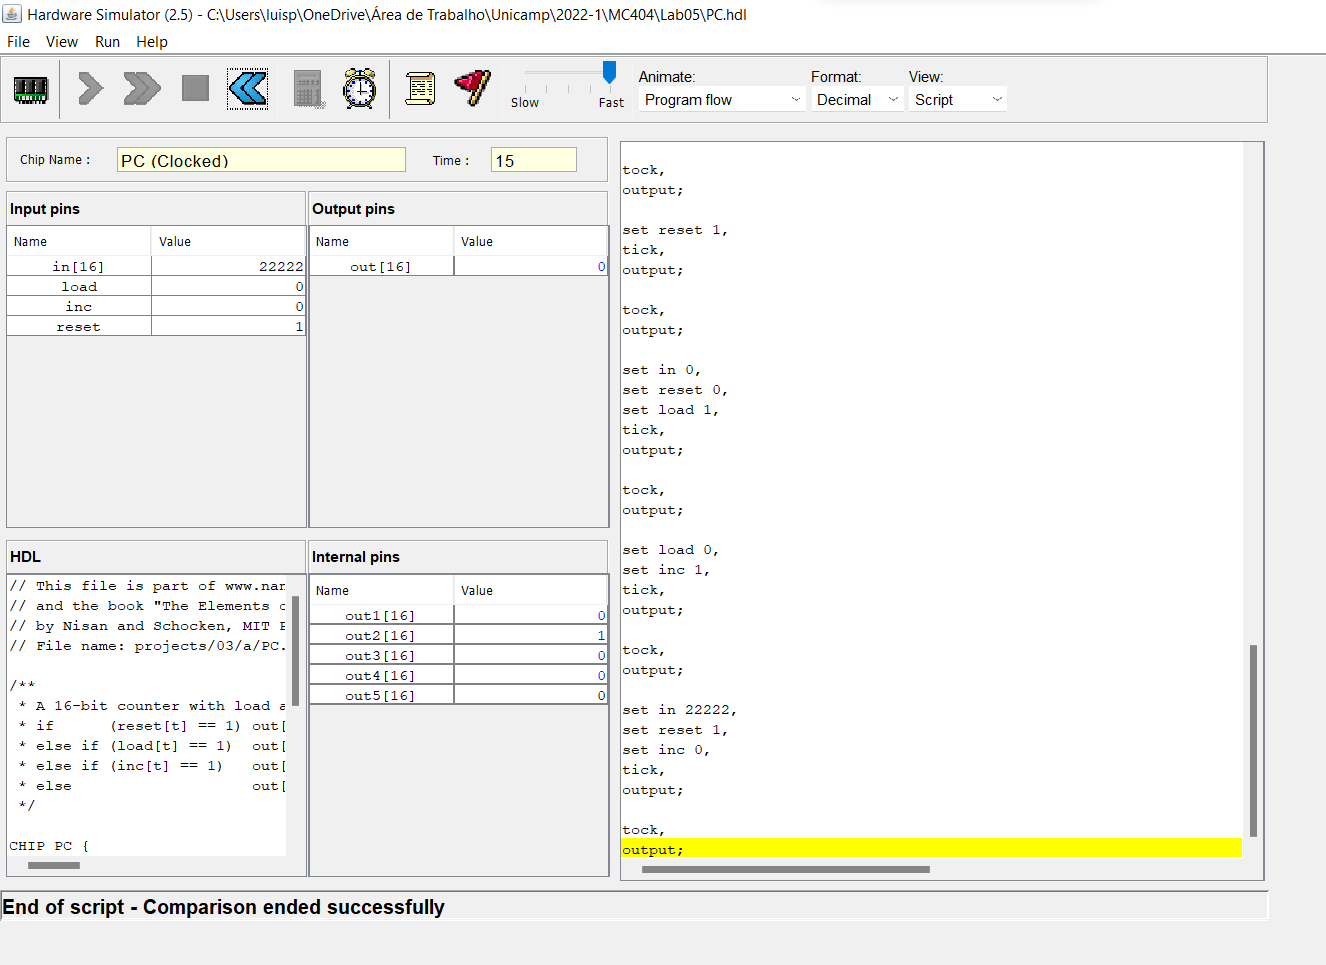 Hardware Simulator (2.5) - C:\Users\luisp\OneDrive\Área de Trabalho\Unicamp\2022-1\MC404\Lab05\PC.hdl
File View Run Help
Slow Fast
Animate: Format: View:
Program flow Decimal Script
Chip Name : PC (Clocked) Time : 15
Input pins
Name Value
in[16] 22222
load 0
inc 0
reset 1
Output pins
Name Value
out[16] 0
HDL
// This file is part of www.nan
// and the book "The Elements o
// by Nisan and Schocken, MIT P
// File name: projects/03/a/PC.
/**
* A 16-bit counter with load a
* if (reset[t] == 1) out[
* else if (load[t] == 1) out[
* else if (inc[t] == 1) out[
* else out[
*/
CHIP PC {
Internal pins
Name Value
out1[16] 0
out2[16] 1
out3[16] 0
out4[16] 0
out5[16] 0
tock,
output;
set reset 1,
tick,
output;
tock,
output;
set in 0,
set reset 0,
set load 1,
tick,
output;
tock,
output;
set load 0,
set inc 1,
tick,
output;
tock,
output;
set in 22222,
set reset 1,
set inc 0,
tick,
output;
tock,
output;
End of script - Comparison ended successfully